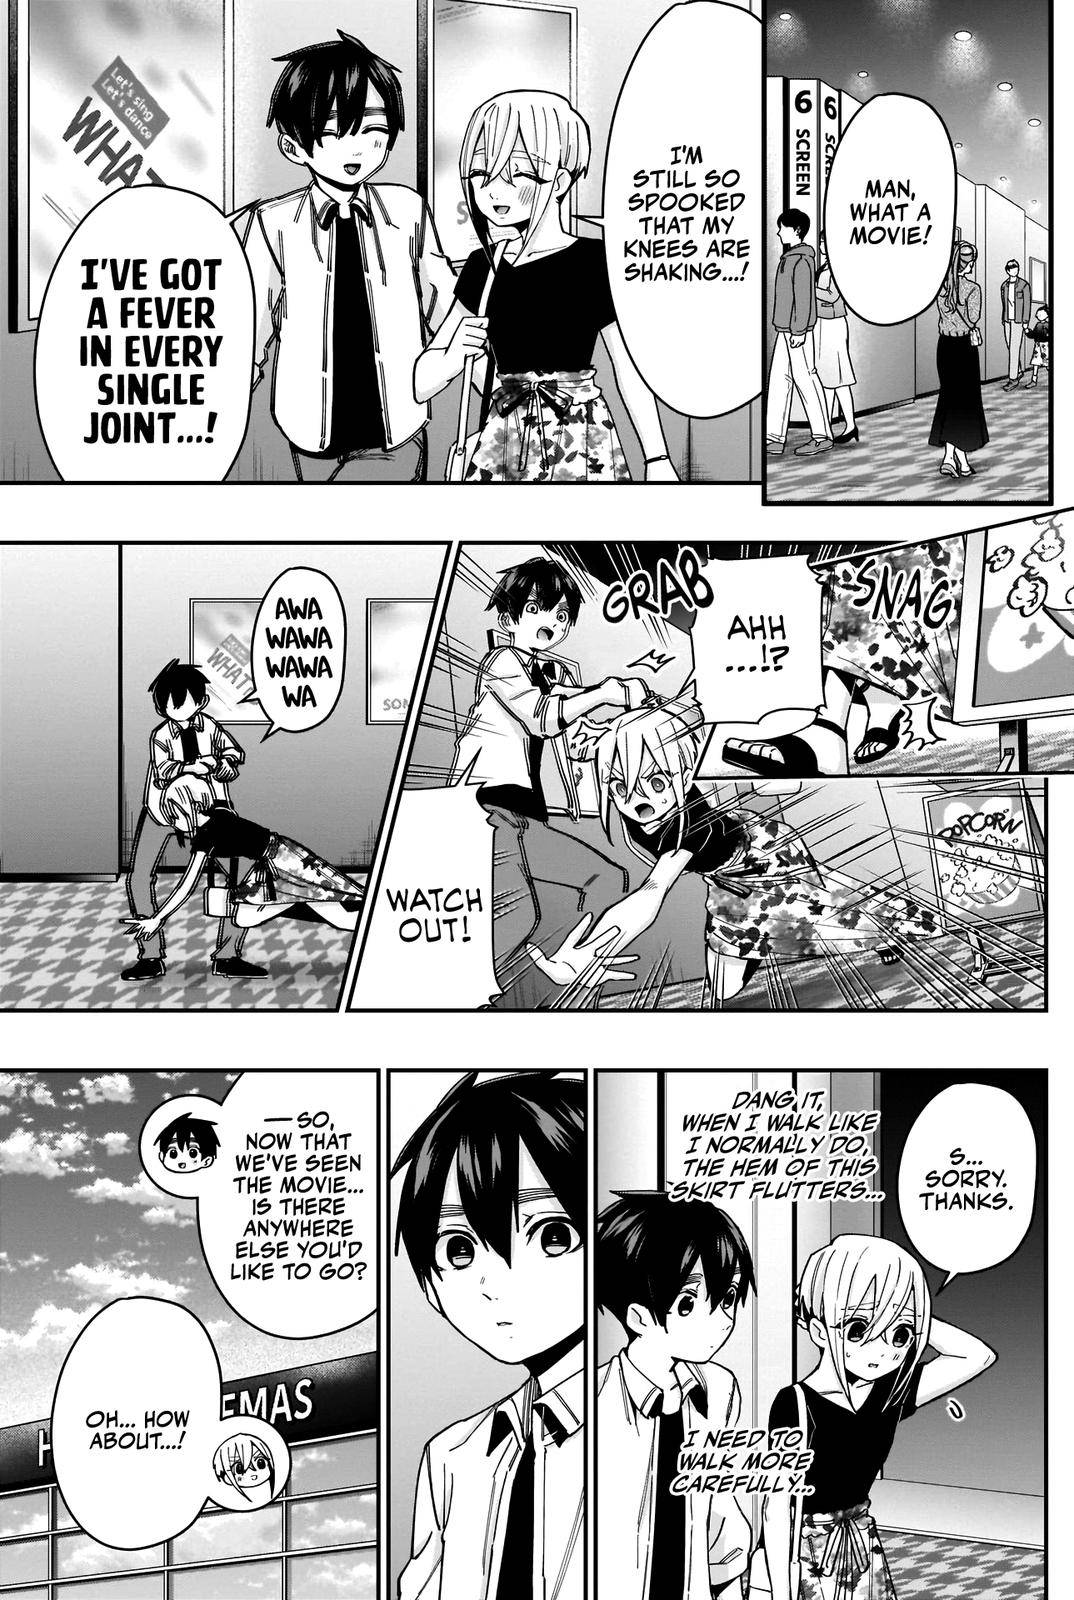 6
SCREEN
6
MAN,
WHAT A
MOVIE!
I'M
STILL SO
SPOOKED
THAT MY
KNEES ARE
SHAKING...!
Let's sing
Let's dance
WHAT
I'VE GOT
A FEVER
IN EVERY
SINGLE
JOINT...!
SNAG
AHH
...!?
GRAB
POPCORN
WATCH
OUT!
AWA
WAWA
WAWA
WA
WHAT
SON
S...
SORRY.
THANKS.
DANG IT,
WHEN I WALK LIKE
I NORMALLY DO,
THE HEM OF THIS
SKIRT FLUTTERS...
I NEED TO
WALK MORE
CAREFULLY...
—SO,
NOW THAT
WE'VE SEEN
THE MOVIE...
IS THERE
ANYWHERE
ELSE YOU'D
LIKE TO GO?
OH... HOW
ABOUT...!
H
EMAS